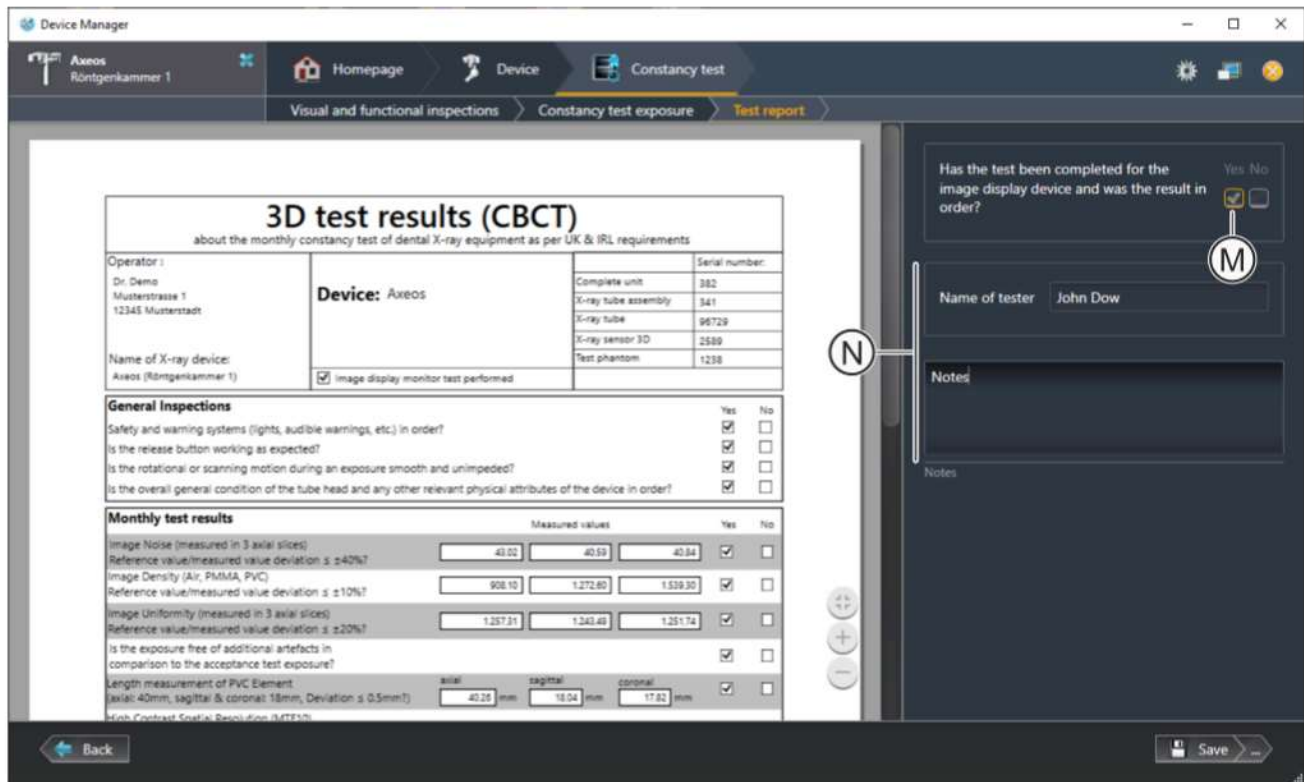 Device Manager
Axeos
Röntgenkammer 1
Homepage
Device
Constancy test
Visual and functional inspections
Constancy test exposure
Test report
3D test results (CBCT)
about the monthly constancy test of dental X-ray equipment as per UK & IRL requirements
Operator :
Dr. Demo
Musterstrasse 1
12345 Musterstadt
Name of X-ray device:
Axeos (Röntgenkammer 1)
Device: Axeos
Image display monitor test performed
Serial number:
Complete unit 382
X-ray tube assembly 341
X-ray tube 96729
X-ray sensor 3D 2589
Test phantom 1238
General Inspections Yes No
Safety and warning systems (lights, audible warnings, etc.) in order?
Is the release button working as expected?
Is the rotational or scanning motion during an exposure smooth and unimpeded?
Is the overall general condition of the tube head and any other relevant physical attributes of the device in order?
Monthly test results Measured values Yes No
Image Noise (measured in 3 axial slices)
Reference value/measured value deviation ≤ ±40%? 43.02 40.59 40.84
Image Density (Air, PMMA, PVC)
Reference value/measured value deviation ≤ ±10%? 908.10 1.272.60 1.539.30
Image Uniformity (measured in 3 axial slices)
Reference value/measured value deviation ≤ ±20%? 1.257.31 1.243.49 1.251.74
Is the exposure free of additional artefacts in
comparison to the acceptance test exposure?
Length measurement of PVC Element axial sagittal coronal
(axial: 40mm, sagittal & coronal: 18mm, Deviation ≤ 0.5mm?) 40.26 mm 18.04 mm 17.82 mm
High Contrast Spatial Resolution (MTF10)
Has the test been completed for the
image display device and was the result in
order?
Yes No
M
N
Name of tester John Dow
Notes
Notes
Back
Save ...